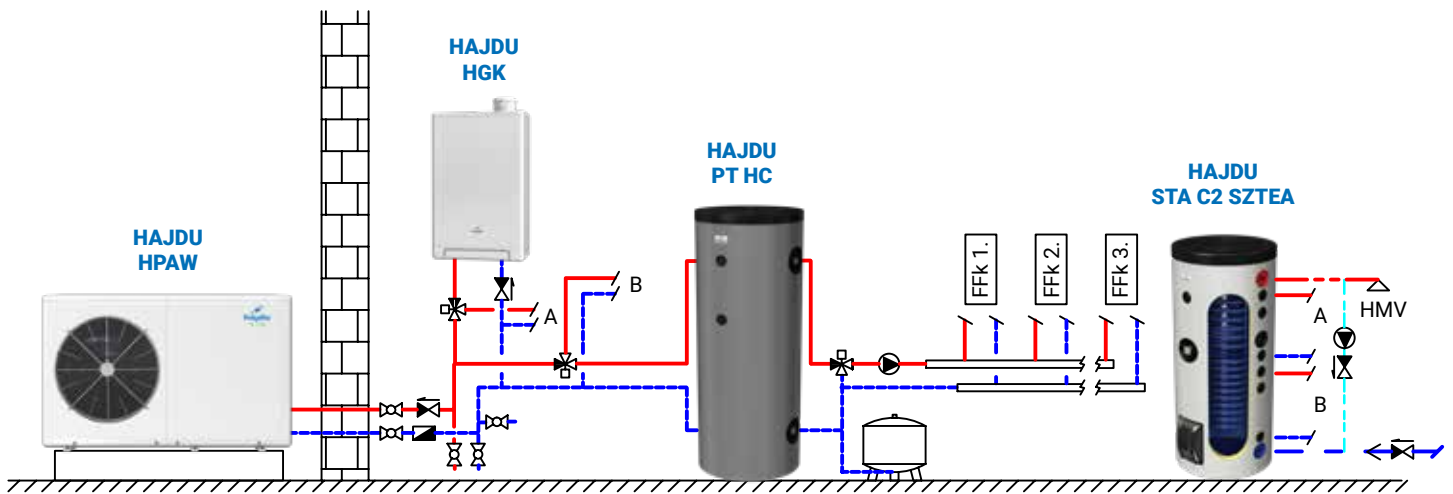 HAJDU
HPAW
HAJDU
HGK
A
B
HAJDU
PT HC
FFk 1.
FFk 2.
FFk 3.
HAJDU
STA C2 SZTEA
A
HMV
B